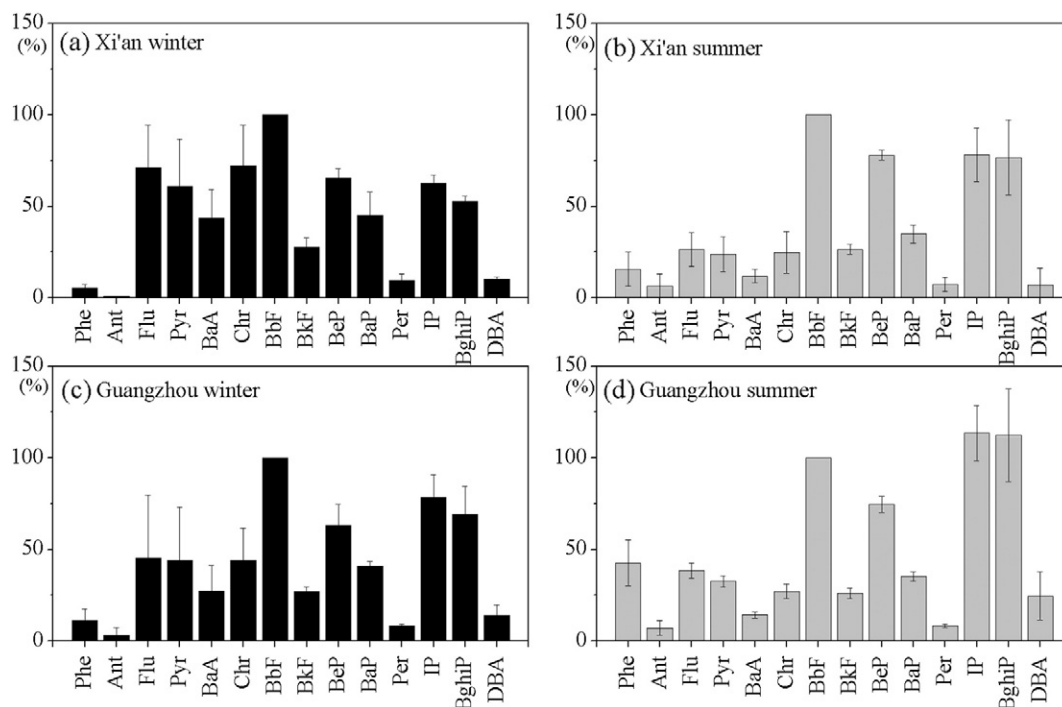 150
(%)
(a) Xi'an winter
100
50
0
Phe Ant Flu Pyr BaA Chr BbF BkF BeP BaP Per IP BghiP DBA
150
(%)
(b) Xi'an summer
100
50
0
Phe Ant Flu Pyr BaA Chr BbF BkF BeP BaP Per IP BghiP DBA
150
(%)
(c) Guangzhou winter
100
50
0
Phe Ant Flu Pyr BaA Chr BbF BkF BeP BaP Per IP BghiP DBA
150
(%)
(d) Guangzhou summer
100
50
0
Phe Ant Flu Pyr BaA Chr BbF BkF BeP BaP Per IP BghiP DBA